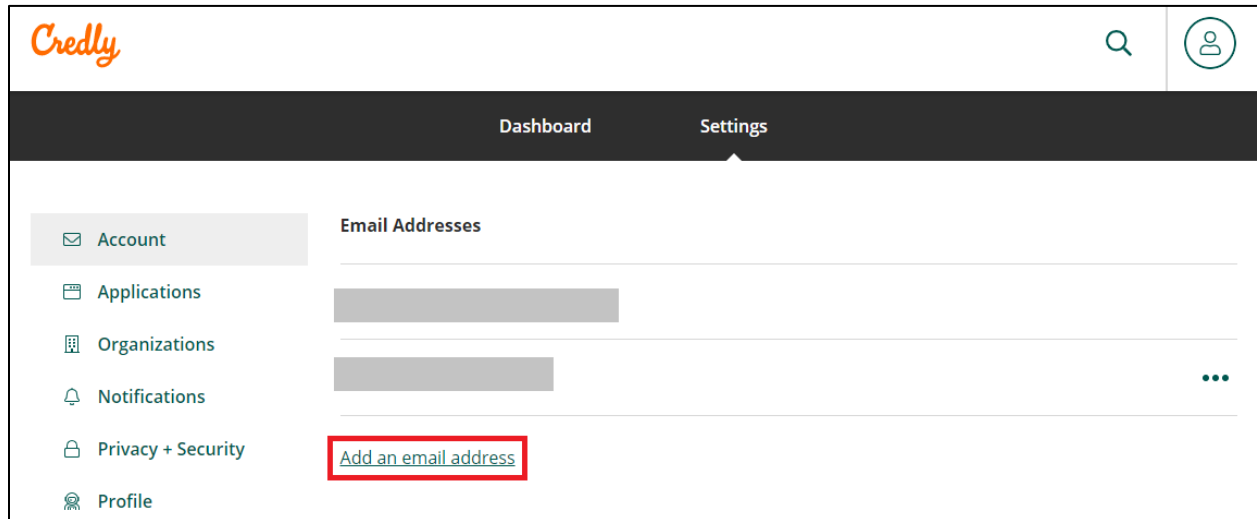 Credly
Dashboard Settings
Account
Applications
Organizations
Notifications
Privacy + Security
Profile
Email Addresses
Add an email address